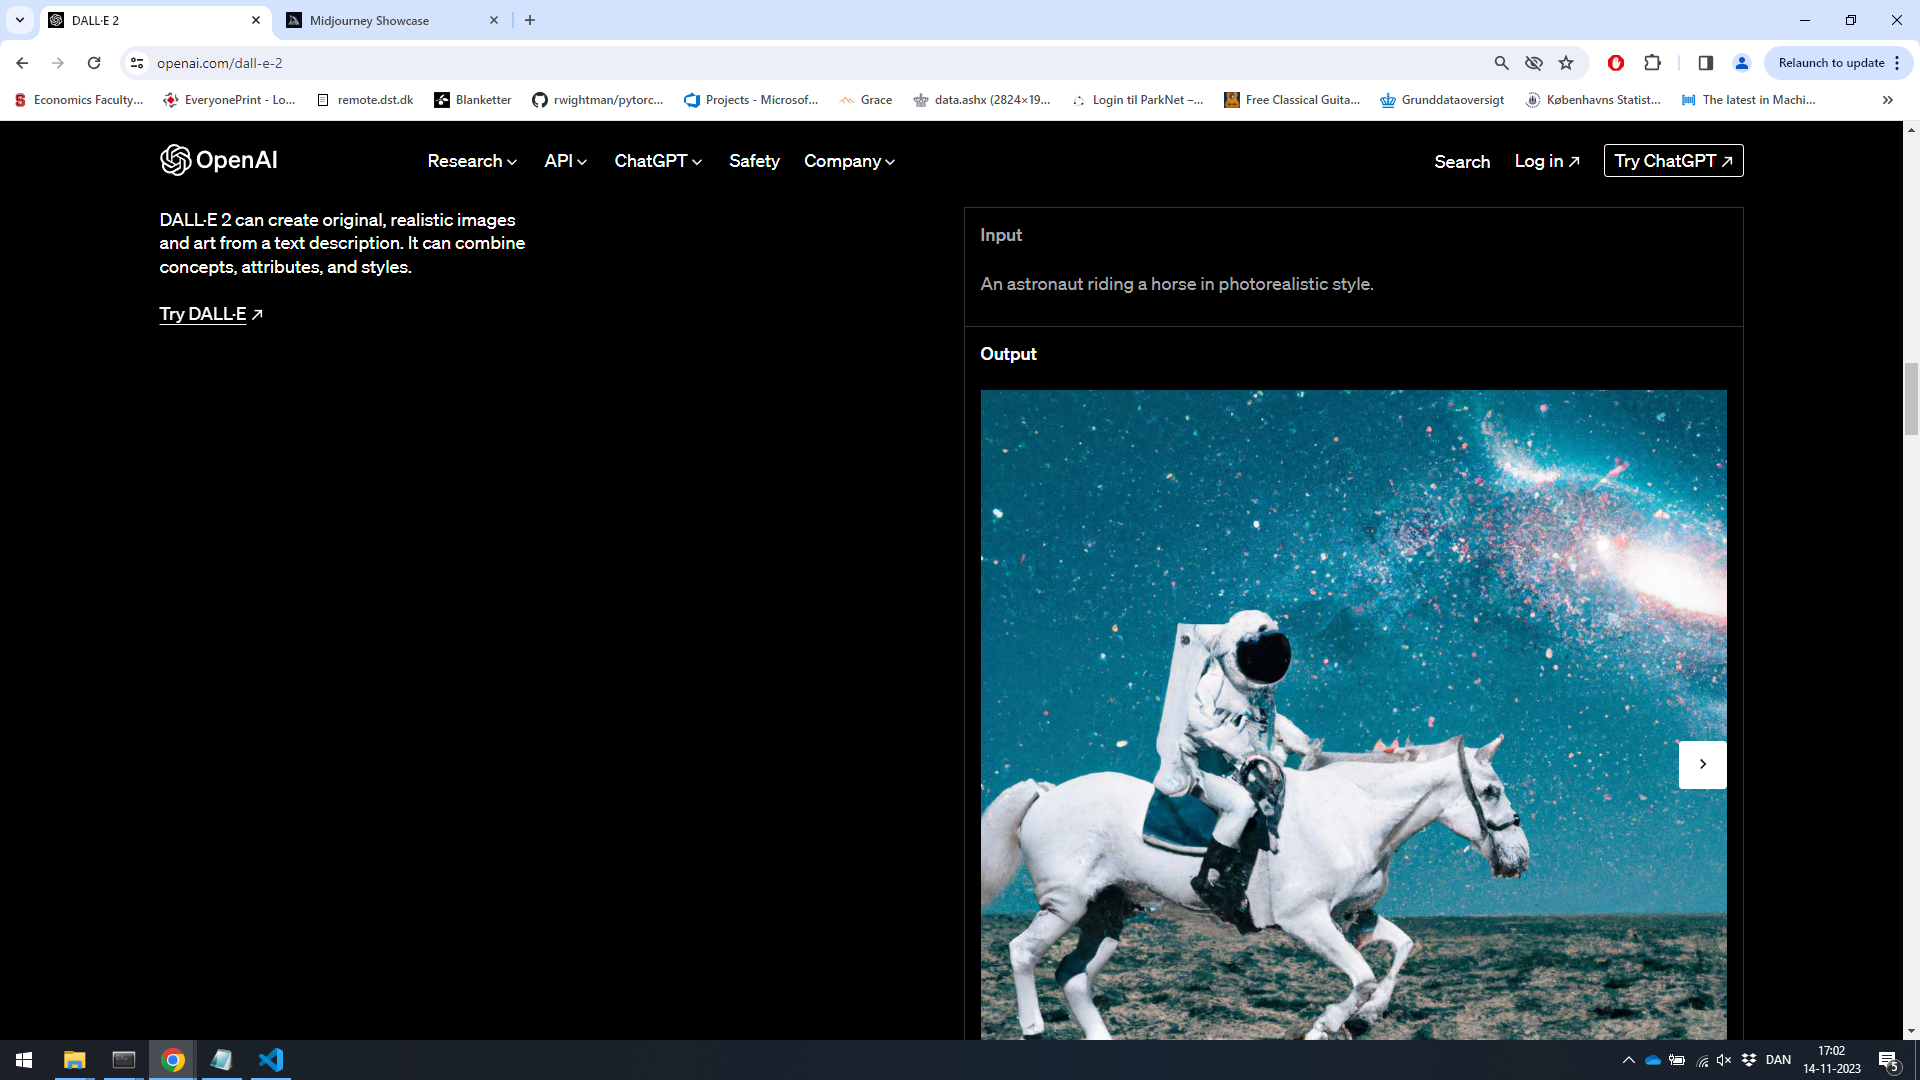 DALL·E 2
Midjourney Showcase
openai.com/dall-e-2
Relaunch to update
Economics Faculty...
EveryonePrint - Lo...
remote.dst.dk
Blanketter
rwightman/pytorc...
Projects - Microsof...
Grace
data.ashx (2824×19...
Login til ParkNet –...
Free Classical Guita...
Grunddataoversigt
Københavns Statist...
The latest in Machi...
OpenAI
Research
API
ChatGPT
Safety
Company
Search
Log in ↗
Try ChatGPT ↗
DALL·E 2 can create original, realistic images
and art from a text description. It can combine
concepts, attributes, and styles.
Try DALL·E ↗
Input
An astronaut riding a horse in photorealistic style.
Output
DAN
17:02
14-11-2023
5